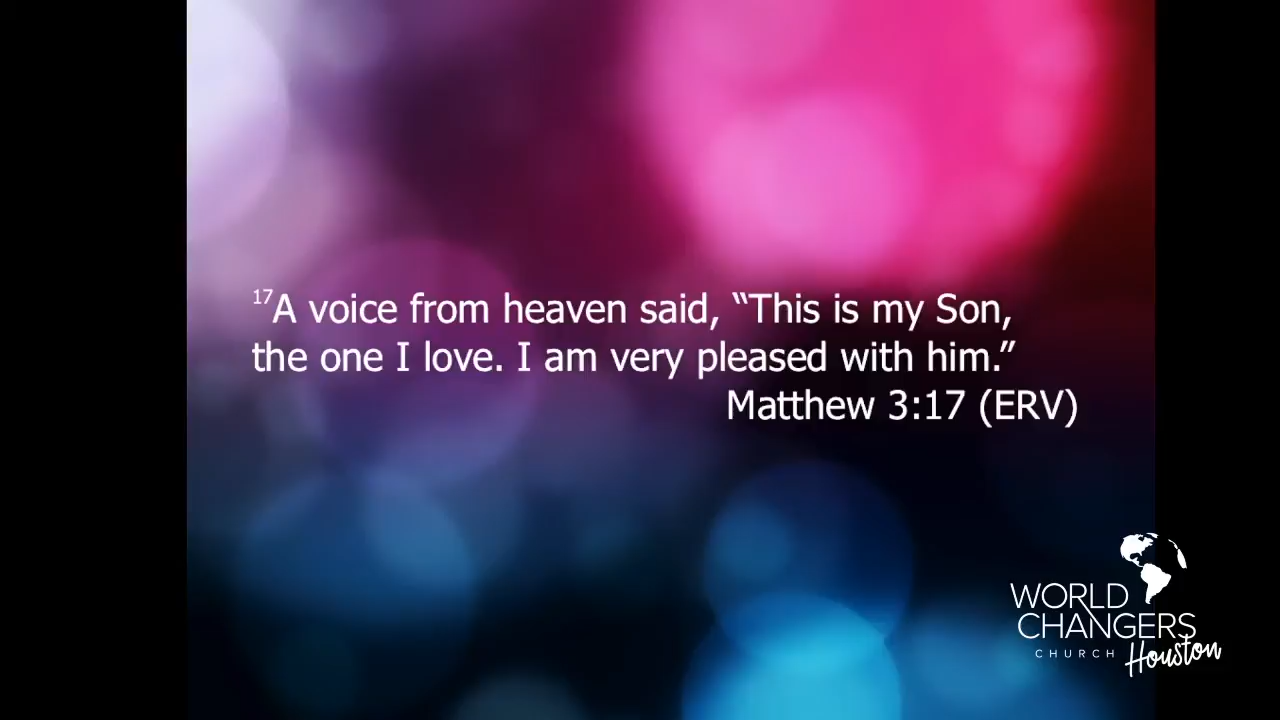 17A voice from heaven said, “This is my Son,
the one I love. I am very pleased with him.”
Matthew 3:17 (ERV)
WORLD
CHANGERS
CHURCH Houston